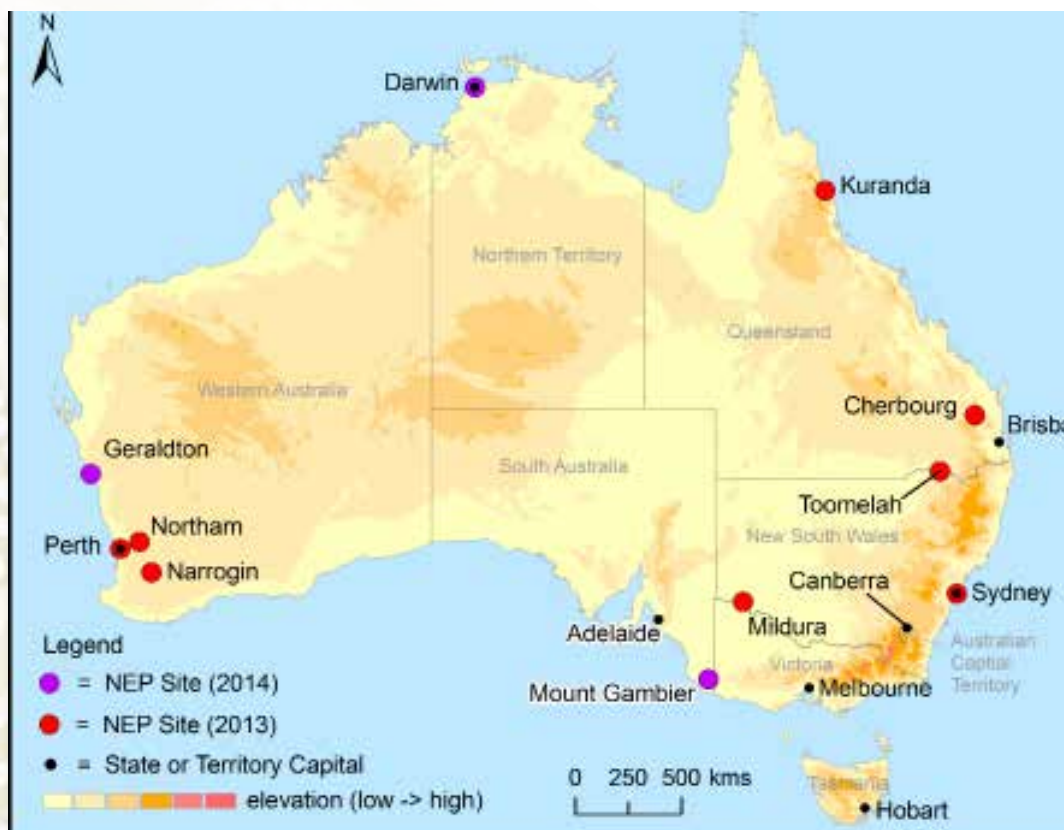 N
Darwin
Kuranda
Northern Territory
Queensland
Western Australia
Cherbourg
Brisba
Geraldton
South Australia
Toomelah
New South Wales
Northam
Perth
Narrogin
Canberra
Sydney
Mildura
Adelaide
Australian
Captial
Territory
Victoria
Mount Gambier
Melbourne
Legend
= NEP Site (2014)
= NEP Site (2013)
= State or Territory Capital
elevation (low -> high)
0 250 500 kms
Tasmania
Hobart